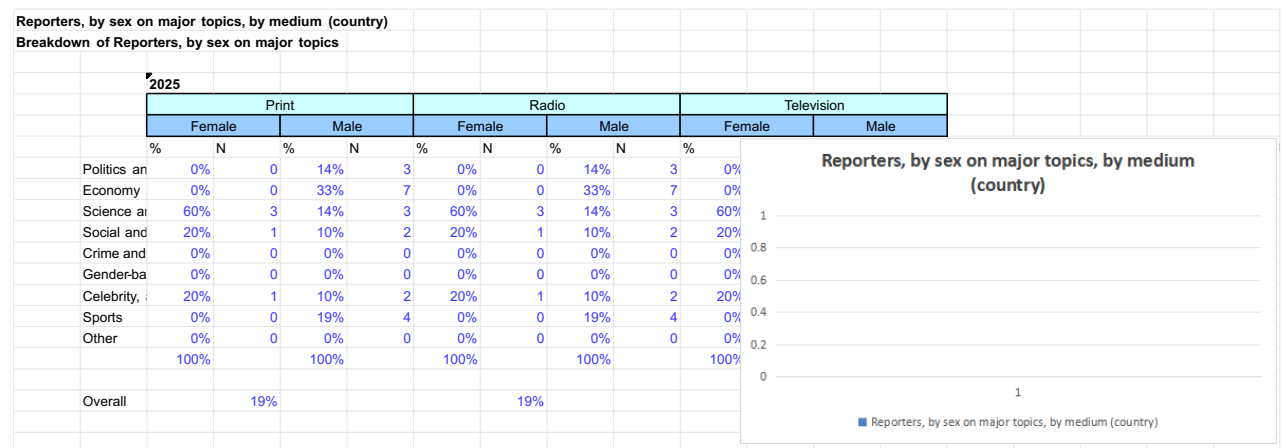 Reporters, by sex on major topics, by medium (country)
Breakdown of Reporters, by sex on major topics
2025
Print Radio Television
Female Male Female Male Female Male
% N % N % N % N %
Politics an 0% 0 14% 3 0% 0 14% 3 0%
Economy 0% 0 33% 7 0% 0 33% 7 0%
Science a 60% 3 14% 3 60% 3 14% 3 60%
Social and 20% 1 10% 2 20% 1 10% 2 20%
Crime and 0% 0 0% 0 0% 0 0% 0 0%
Gender-ba 0% 0 0% 0 0% 0 0% 0 0%
Celebrity, 20% 1 10% 2 20% 1 10% 2 20%
Sports 0% 0 19% 4 0% 0 19% 4 0%
Other 0% 0 0% 0 0% 0 0% 0 0%
100% 100% 100% 100% 100%
Overall 19% 19%
Reporters, by sex on major topics, by medium
(country)
1
0.8
0.6
0.4
0.2
0
1
Reporters, by sex on major topics, by medium (country)